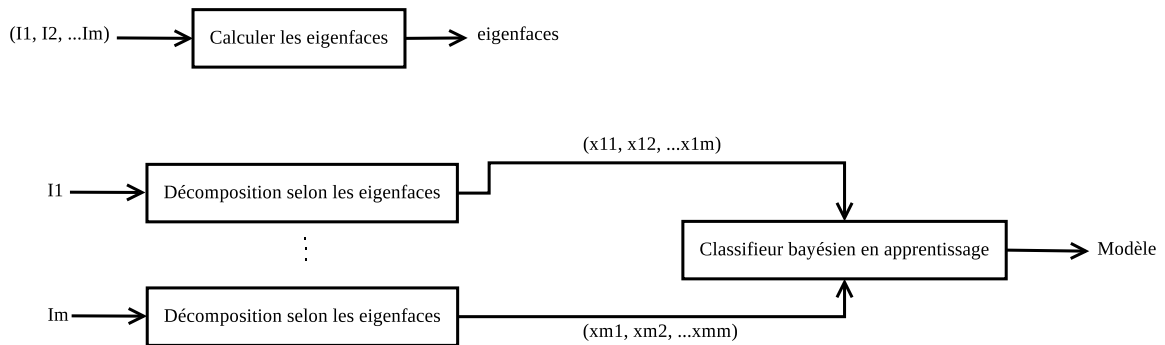 (I1, I2, ...Im)
Calculer les eigenfaces
eigenfaces
(x11, x12, ...x1m)
I1
Décomposition selon les eigenfaces
Classifieur bayésien en apprentissage
Modèle
Im
Décomposition selon les eigenfaces
(xm1, xm2, ...xmm)